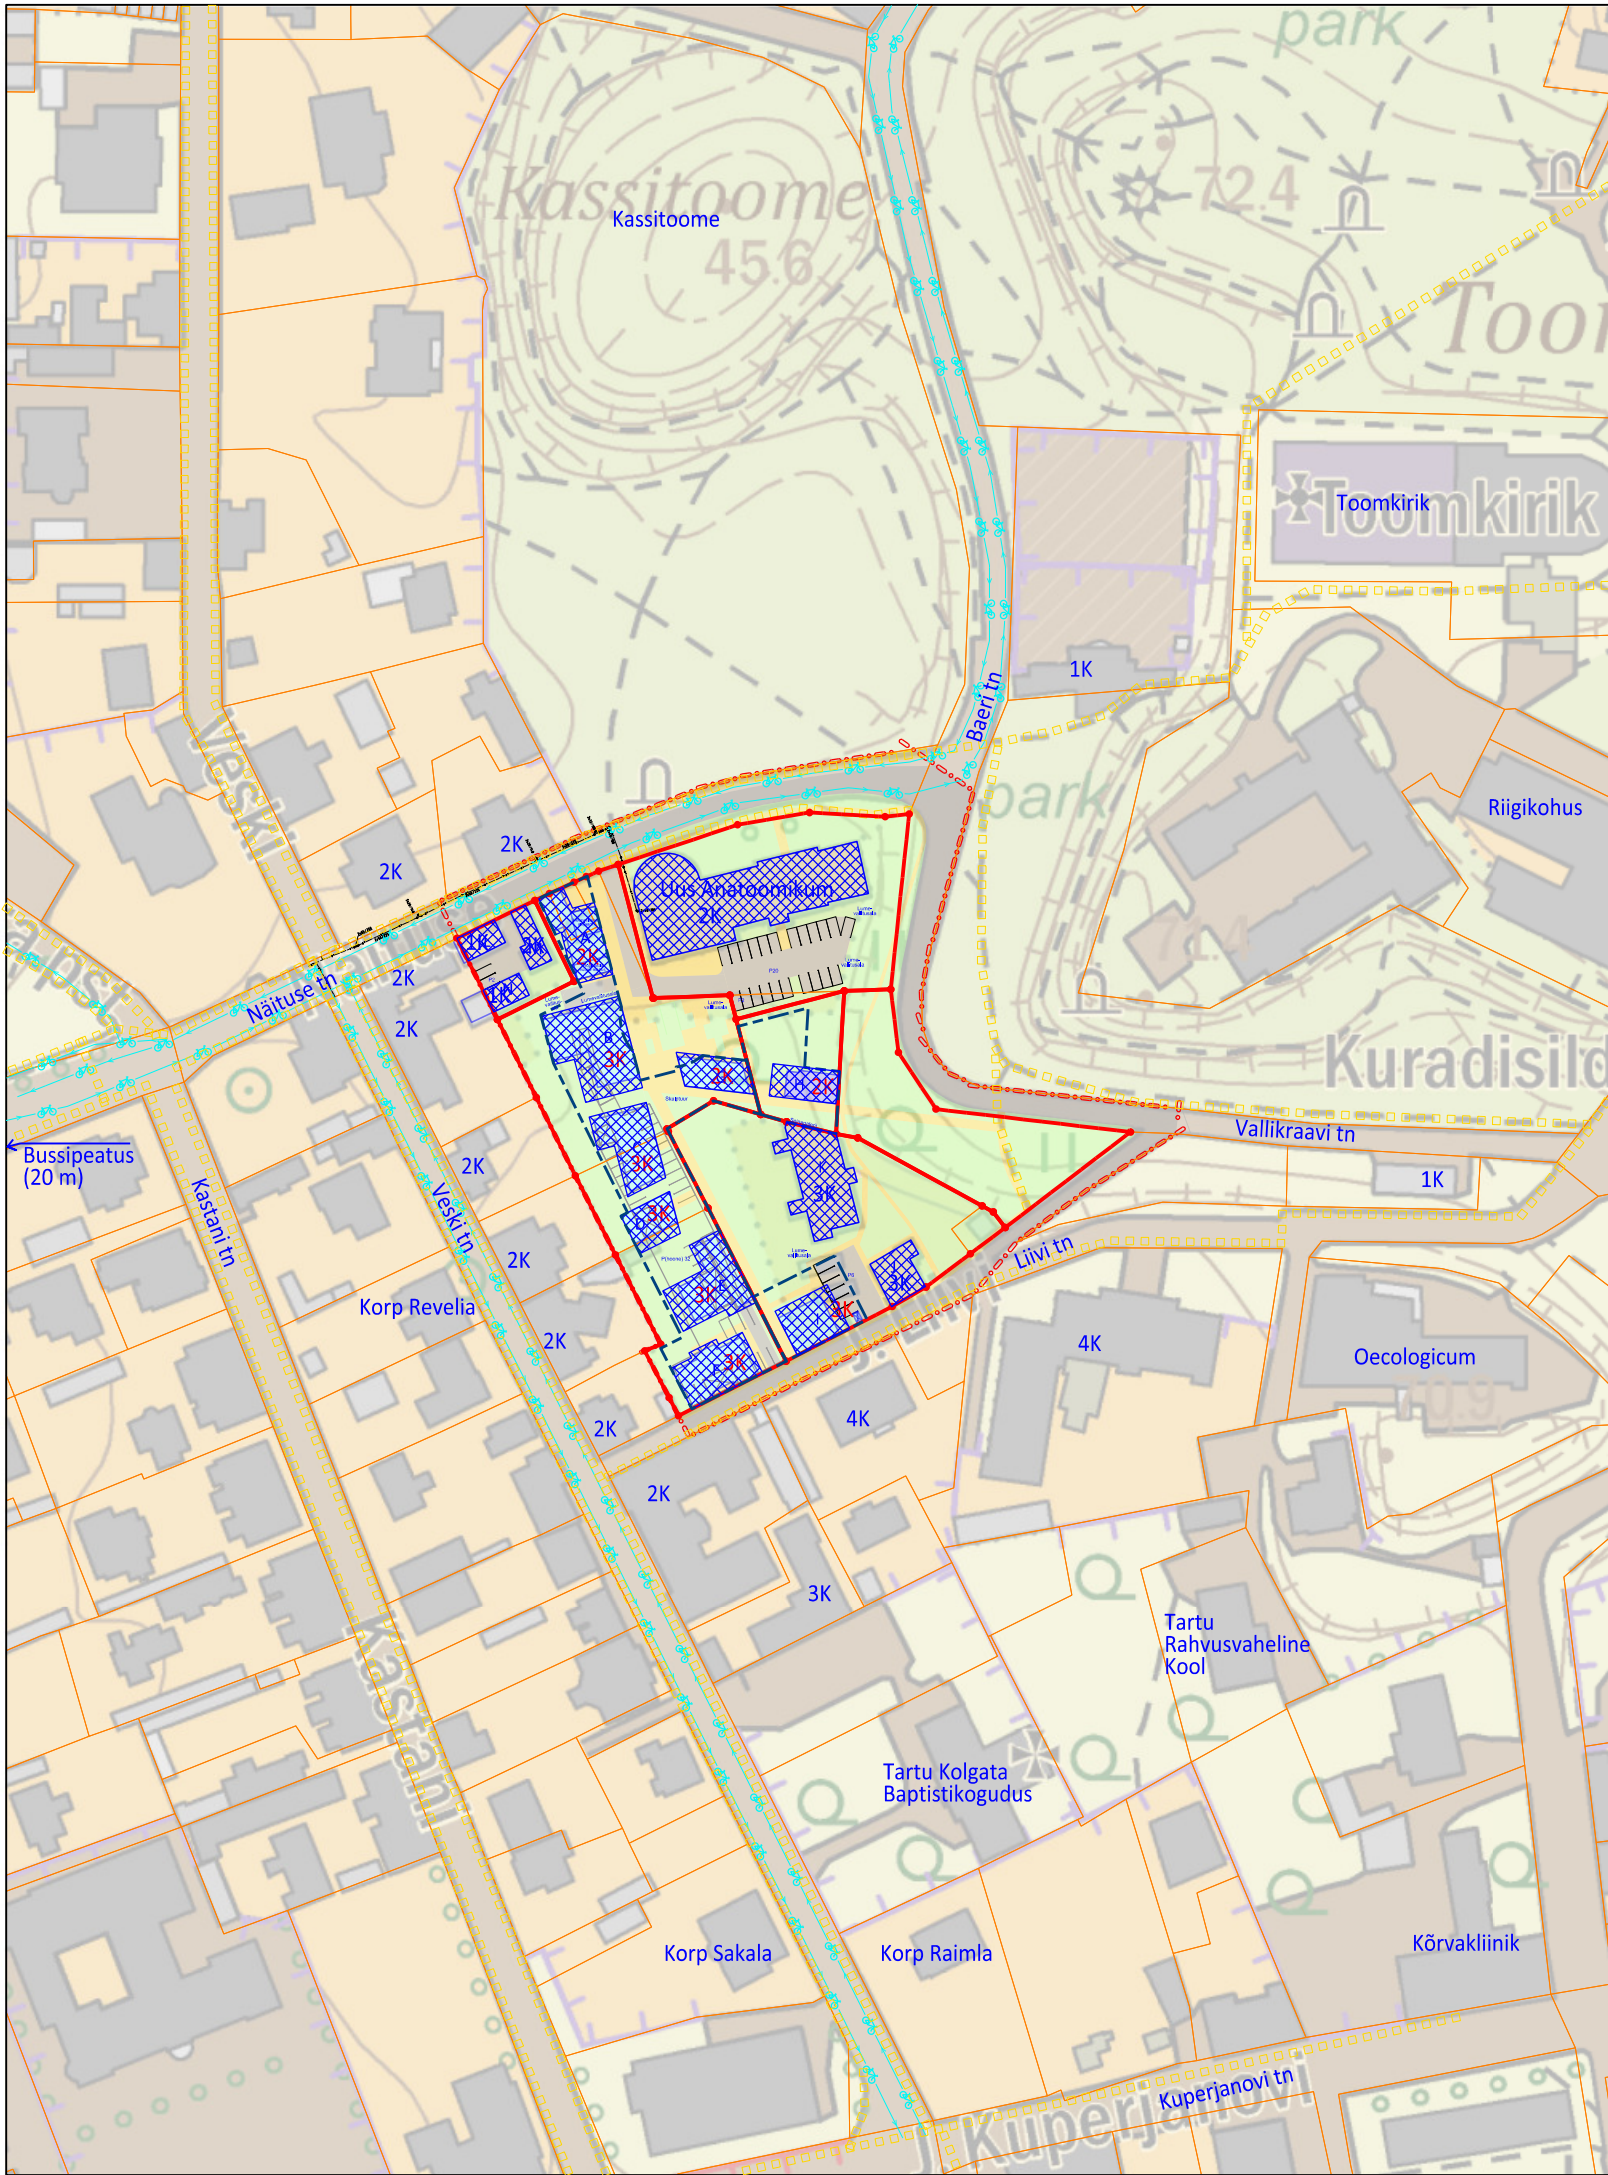 park
Kassitoome
Kassitoome
45.6
72.4
Toomkirik
Toomkirik
1K
Baeri tn
park
Riigikohus
Veski
2K
2K
Uus Anatoomikum
2K
P20
1K
1K
A
2K
2K
2K
Näituse tn
B
3K
2K
H
2K
Kuradisild
Vallikraavi tn
Bussipeatus
(20 m)
Kastani tn
2K
Veski tn
3K
3K
D
3K
1K
Liivi tn
2K
Korp Revelia
3K
E
3K
3K
2K
F
3K
4K
Oecologicum
70.9
2K
4K
2K
3K
Tartu
Rahvusvaheline
Kool
Kastani
Tartu Kolgata
Baptistikogudus
Korp Sakala
Korp Raimla
Kõrvakliinik
Kuperjanovi tn
Kuperjanovi